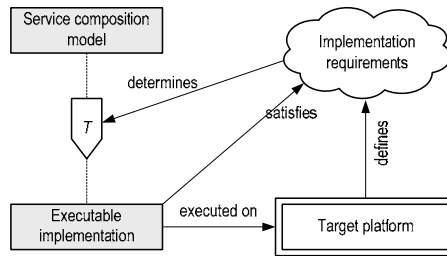 Service composition
model
Implementation
requirements
determines
T
satisfies
defines
Executable
implementation
executed on
Target platform